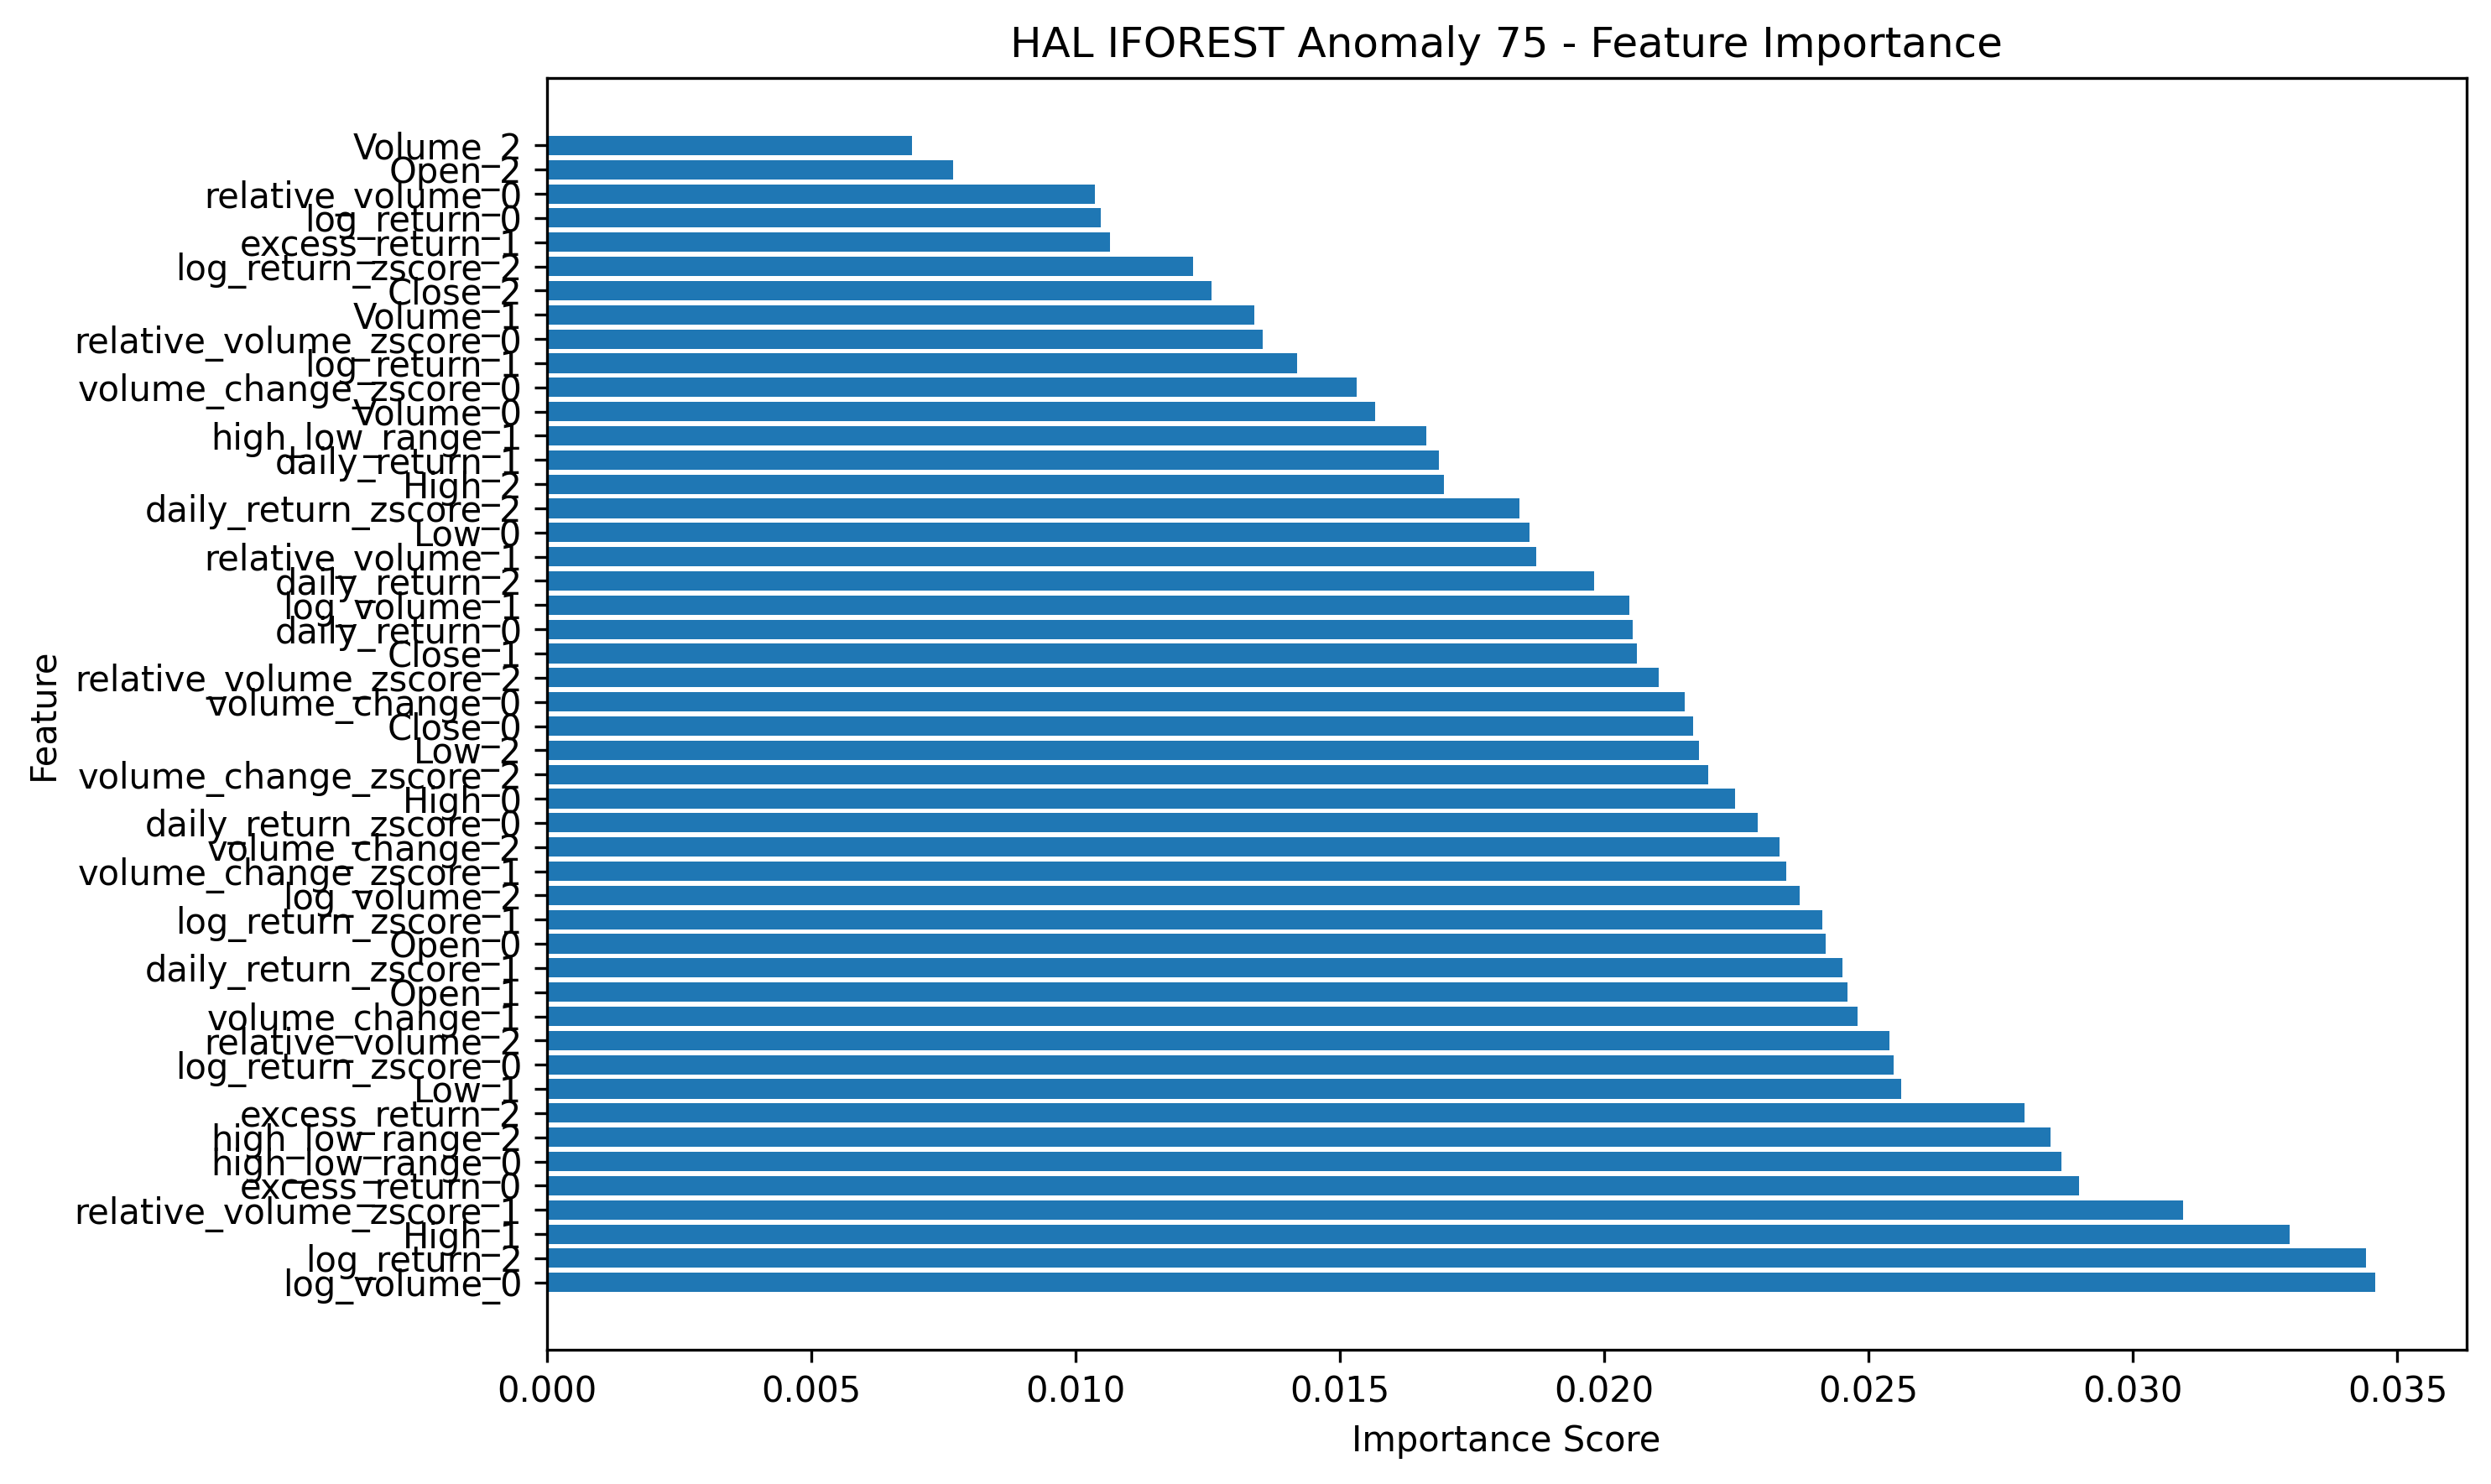 HAL IFOREST Anomaly 75 - Feature Importance
Volume_2
Open_2
relative_volume_0
log_return_0
excess_return_1
log_return_zscore_2
Close_2
Volume_1
relative_volume_zscore_0
log_return_1
volume_change_zscore_0
Volume_0
high_low_range_1
daily_return_1
High_2
daily_return_zscore_2
Low_0
relative_volume_1
daily_return_2
log_volume_1
daily_return_0
Close_1
relative_volume_zscore_2
volume_change_0
Close_0
Low_2
volume_change_zscore_2
High_0
daily_return_zscore_0
volume_change_2
volume_change_zscore_1
log_volume_2
log_return_zscore_1
Open_0
daily_return_zscore_1
Open_1
volume_change_1
relative_volume_2
log_return_zscore_0
Low_1
excess_return_2
high_low_range_2
high_low_range_0
excess_return_0
relative_volume_zscore_1
High_1
log_return_2
log_volume_0
Feature
0.000 0.005 0.010 0.015 0.020 0.025 0.030 0.035
Importance Score